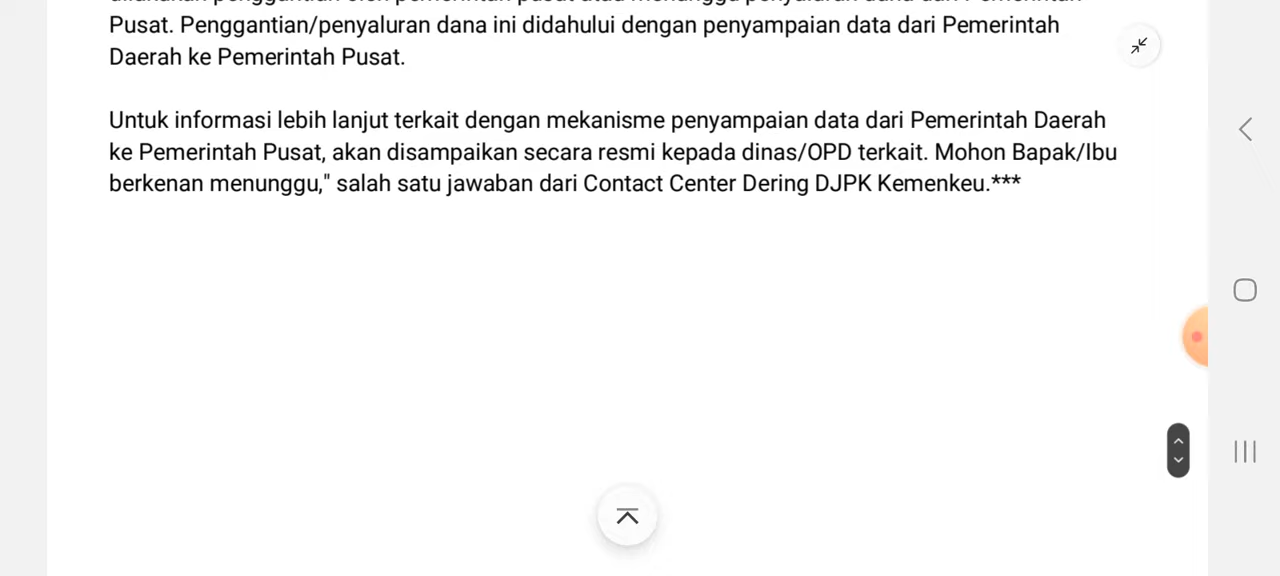 Pusat. Penggantian/penyaluran dana ini didahului dengan penyampaian data dari Pemerintah
Daerah ke Pemerintah Pusat.
Untuk informasi lebih lanjut terkait dengan mekanisme penyampaian data dari Pemerintah Daerah
ke Pemerintah Pusat, akan disampaikan secara resmi kepada dinas/OPD terkait. Mohon Bapak/Ibu
berkenan menunggu," salah satu jawaban dari Contact Center Dering DJPK Kemenkeu.***